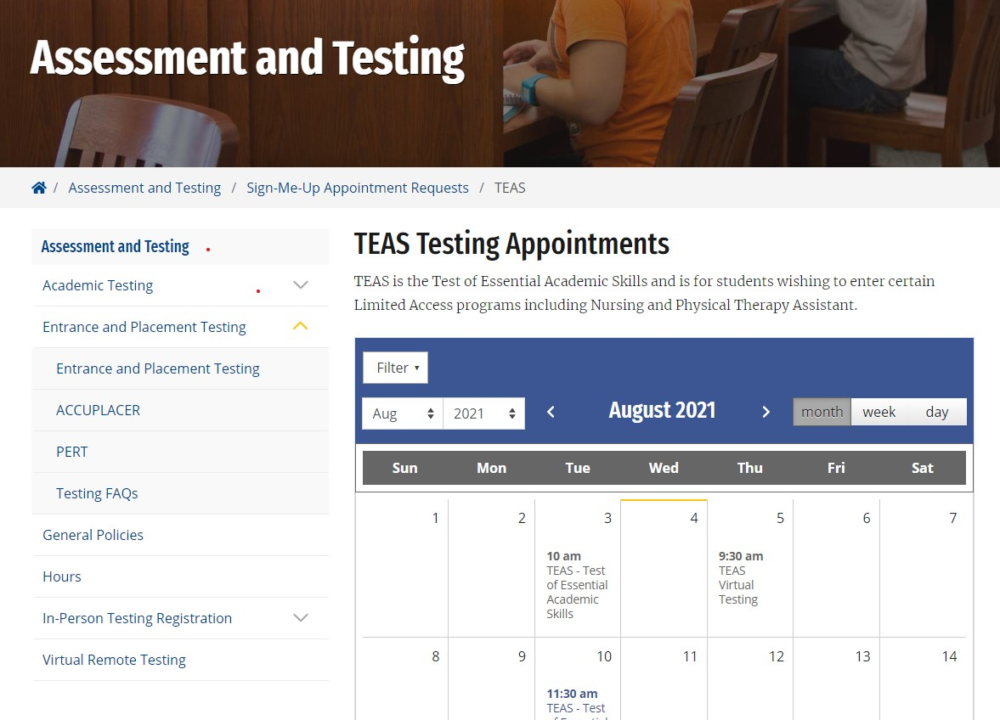 Assessment and Testing
/ Assessment and Testing / Sign-Me-Up Appointment Requests / TEAS
Assessment and Testing
Academic Testing
Entrance and Placement Testing
Entrance and Placement Testing
ACCUPLACER
PERT
Testing FAQs
General Policies
Hours
In-Person Testing Registration
Virtual Remote Testing
TEAS Testing Appointments
TEAS is the Test of Essential Academic Skills and is for students wishing to enter certain
Limited Access programs including Nursing and Physical Therapy Assistant.
Filter
Aug 2021 August 2021 month week day
Sun Mon Tue Wed Thu Fri Sat
1 2 3 4 5 6 7
10 am
TEAS - Test
of Essential
Academic
Skills
9:30 am
TEAS
Virtual
Testing
8 9 10 11 12 13 14
11:30 am
TEAS - Test